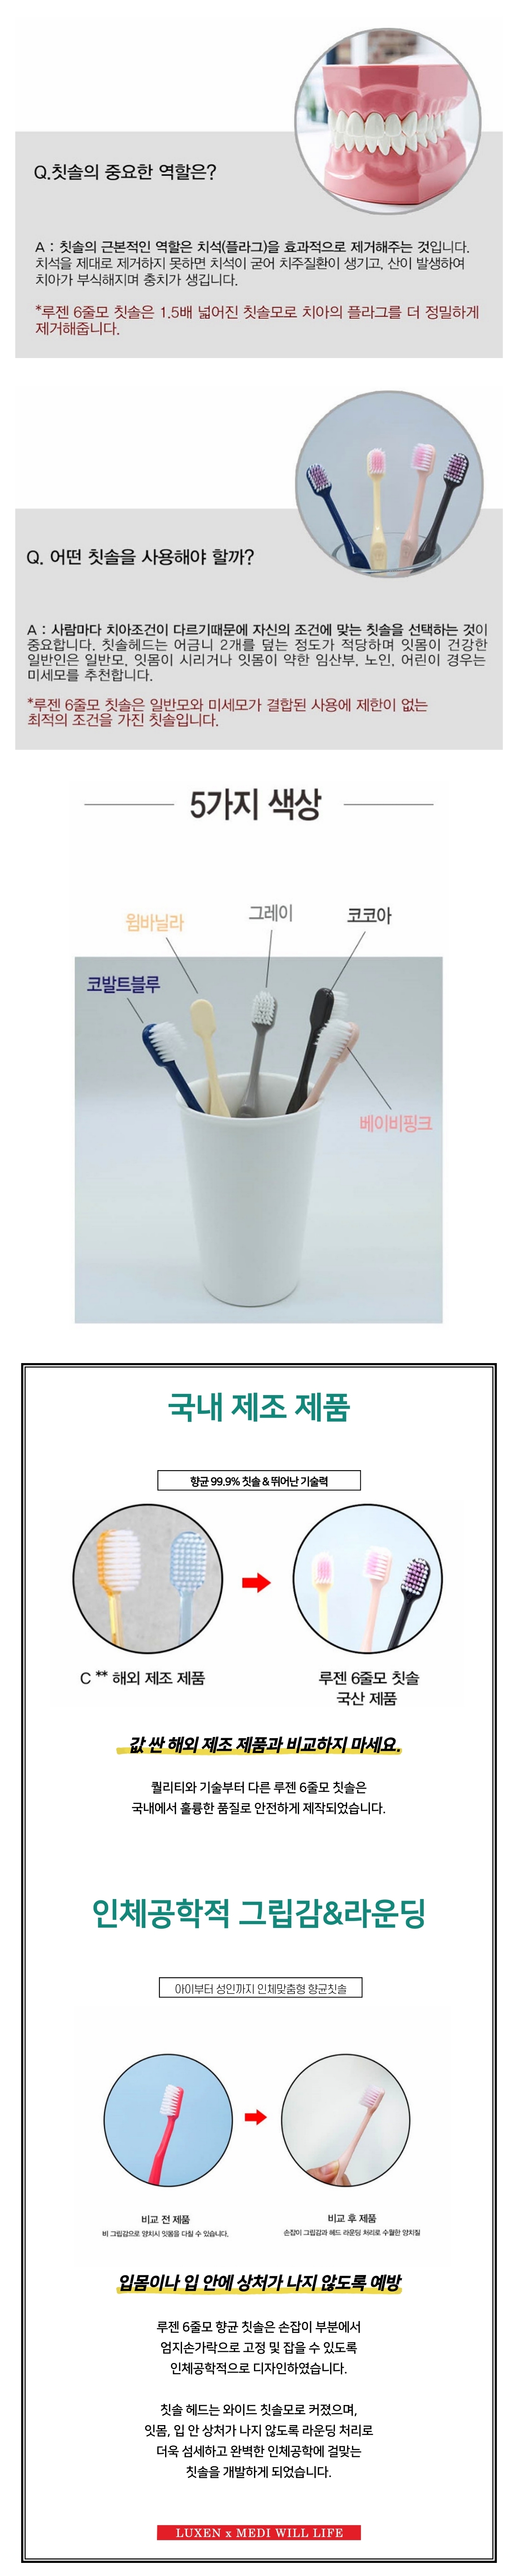 Q.칫솔의 중요한 역할은?
A : 칫솔의 근본적인 역할은 치석(플라그)을 효과적으로 제거해주는 것입니다.
치석을 제대로 제거하지 못하면 치석이 굳어 치주질환이 생기고, 산이 발생하여
치아가 부식해지며 충치가 생깁니다.
*루젠 6줄모 칫솔은 1.5배 넓어진 칫솔모로 치아의 플라그를 더 정밀하게
제거해줍니다.
Q. 어떤 칫솔을 사용해야 할까?
A : 사람마다 치아조건이 다르기때문에 자신의 조건에 맞는 칫솔을 선택하는 것이
중요합니다. 칫솔헤드는 어금니 2개를 덮는 정도가 적당하며 잇몸이 건강한
일반인은 일반모, 잇몸이 시리거나 잇몸이 약한 임산부, 노인, 어린이 경우는
미세모를 추천합니다.
*루젠 6줄모 칫솔은 일반모와 미세모가 결합된 사용에 제한이 없는
최적의 조건을 가진 칫솔입니다.
5가지 색상
그레이
코코아
윔바닐라
코발트블루
베이비핑크
국내 제조 제품
향균 99.9% 칫솔 & 뛰어난 기술력
C ** 해외 제조 제품
루젠 6줄모 칫솔
국산 제품
값 싼 해외 제조 제품과 비교하지 마세요.
퀄리티와 기술부터 다른 루젠 6줄모 칫솔은
국내에서 훌륭한 품질로 안전하게 제작되었습니다.
인체공학적 그립감&라운딩
아이부터 성인까지 인체맞춤형 향균칫솔
비교 전 제품
비 그립감으로 양치시 잇몸을 다칠 수 있습니다.
비교 후 제품
손잡이 그립감과 헤드 라운딩 처리로 수월한 양치질
입몸이나 입 안에 상처가 나지 않도록 예방
루젠 6줄모 향균 칫솔은 손잡이 부분에서
엄지손가락으로 고정 및 잡을 수 있도록
인체공학적으로 디자인하였습니다.
칫솔 헤드는 와이드 칫솔모로 커졌으며,
잇몸, 입 안 상처가 나지 않도록 라운딩 처리로
더욱 섬세하고 완벽한 인체공학에 걸맞는
칫솔을 개발하게 되었습니다.
LUXEN x MEDI WILL LIFE